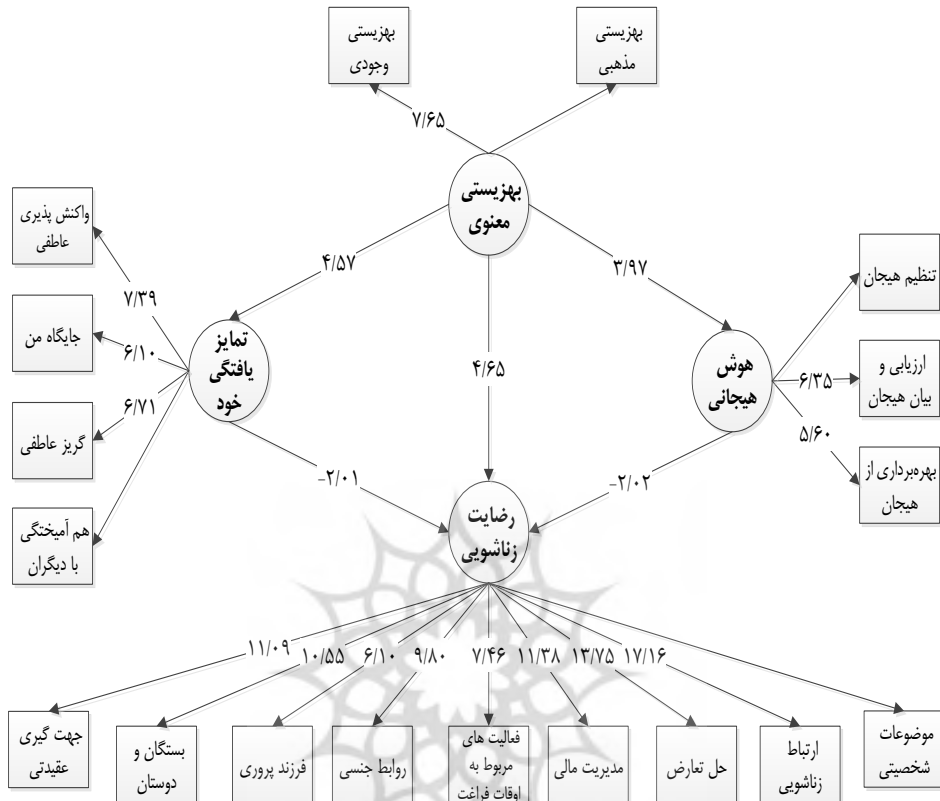 بهزیستی
مذهبی
بهزیستی
وجودی
۷/۶۵
بهزیستی
معنوی
۳/۹۷
۴/۵۷
۴/۶۵
تنظیم هیجان
ارزیابی و
بیان هیجان
بهره‌برداری از
هیجان
۶/۳۵
۵/۶۰
هوش
هیجانی
تمایز
یافتگی
خود
واکنش پذیری
عاطفی
جایگاه من
گریز عاطفی
هم آمیختگی
با دیگران
۷/۳۹
۶/۱۰
۶/۷۱
-۲/۰۲
-۲/۰۱
رضایت
زناشویی
۱۱/۰۹
۱۰/۵۵
۶/۱۰
۹/۸۰
۷/۴۶
۱۱/۳۸
۱۳/۷۵
۱۷/۱۶
موضوعات
شخصیتی
ارتباط
زناشویی
حل تعارض
مدیریت مالی
فعالیت های
مربوط به
اوقات فراغت
روابط جنسی
فرزند پروری
بستگان و
دوستان
جهت گیری
عقیدتی